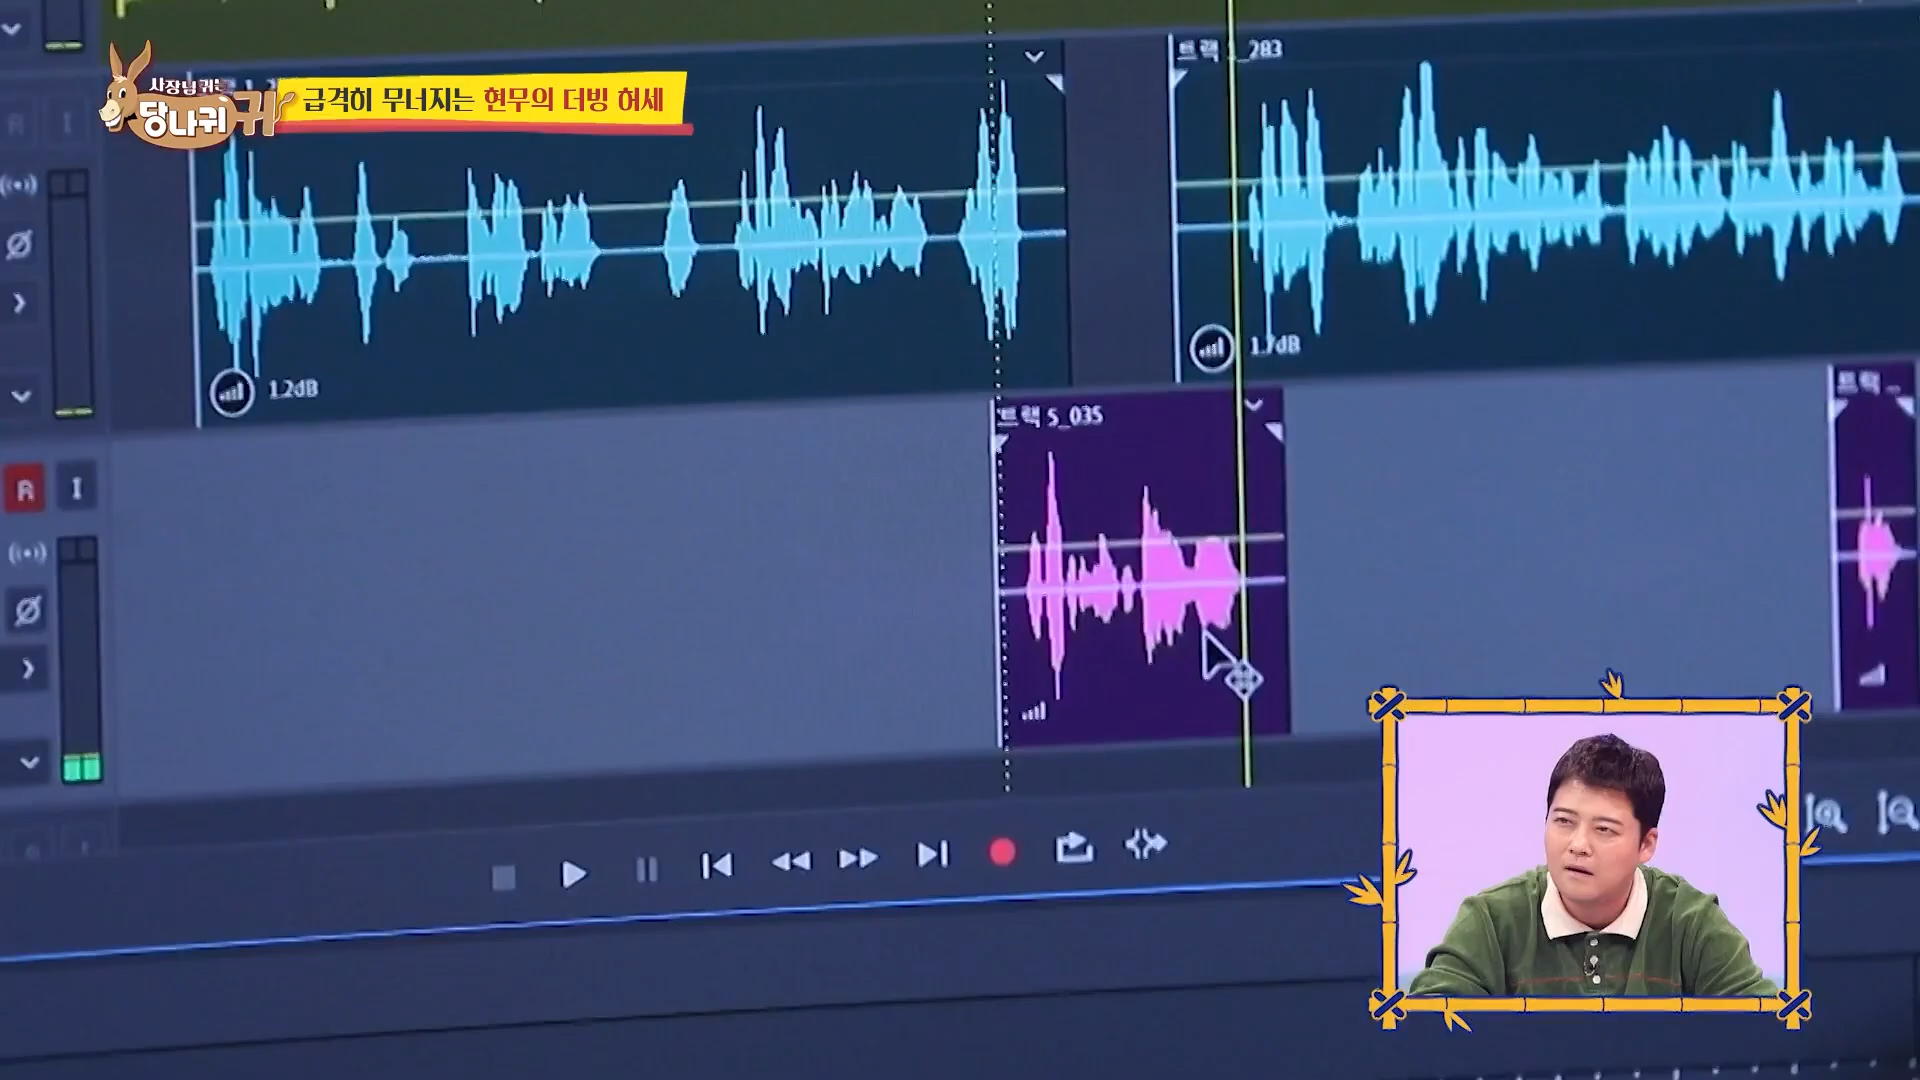 사장님 귀는
당나귀 귀
급격히 무너지는 현무의 더빙 허세
_283
R I
1.2dB
1.7dB
트랙 5_035
트랙 ...
R I